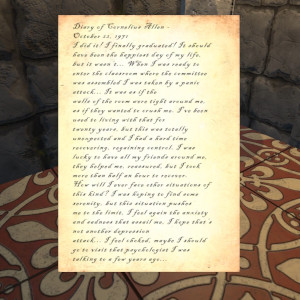 Diary of Cornelius Allen -
October 12, 1971
I did it! I finally graduated! It should
have been the happiest day of my life,
but it wasn't... When I was ready to
enter the classroom where the committee
was assembled I was taken by a panic
attack... It was as if the
walls of the room were tight around me,
as if they wanted to crush me. I've been
used to living with that for
twenty years, but this was totally
unexpected and I had a hard time
recovering, regaining control. I was
lucky to have all my friends around me,
they helped me, reassured, but I took
more than half an hour to recover.
How will I ever face other situations of
this kind? I was hoping to find some
serenity, but this situation pushes
me to the limit, I feel again the anxiety
and sadness that assail me. I hope that's
not another depression
attack... I feel choked, maybe I should
go to visit that psychologist I was
talking to a few years ago...